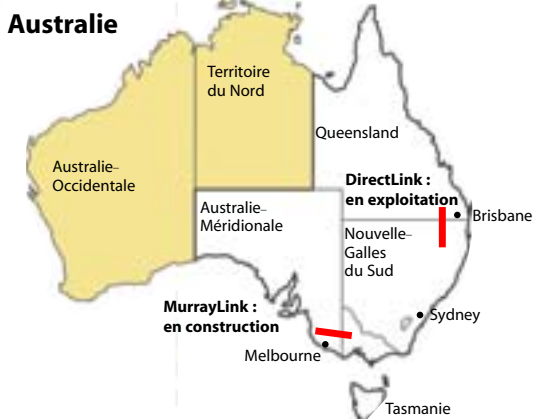 Australie
Territoire
du Nord
Queensland
Australie-
Occidentale
DirectLink :
en exploitation
Australie-
Méridionale
Brisbane
Nouvelle-
Galles
du Sud
MurrayLink :
en construction
Sydney
Melbourne
Tasmanie